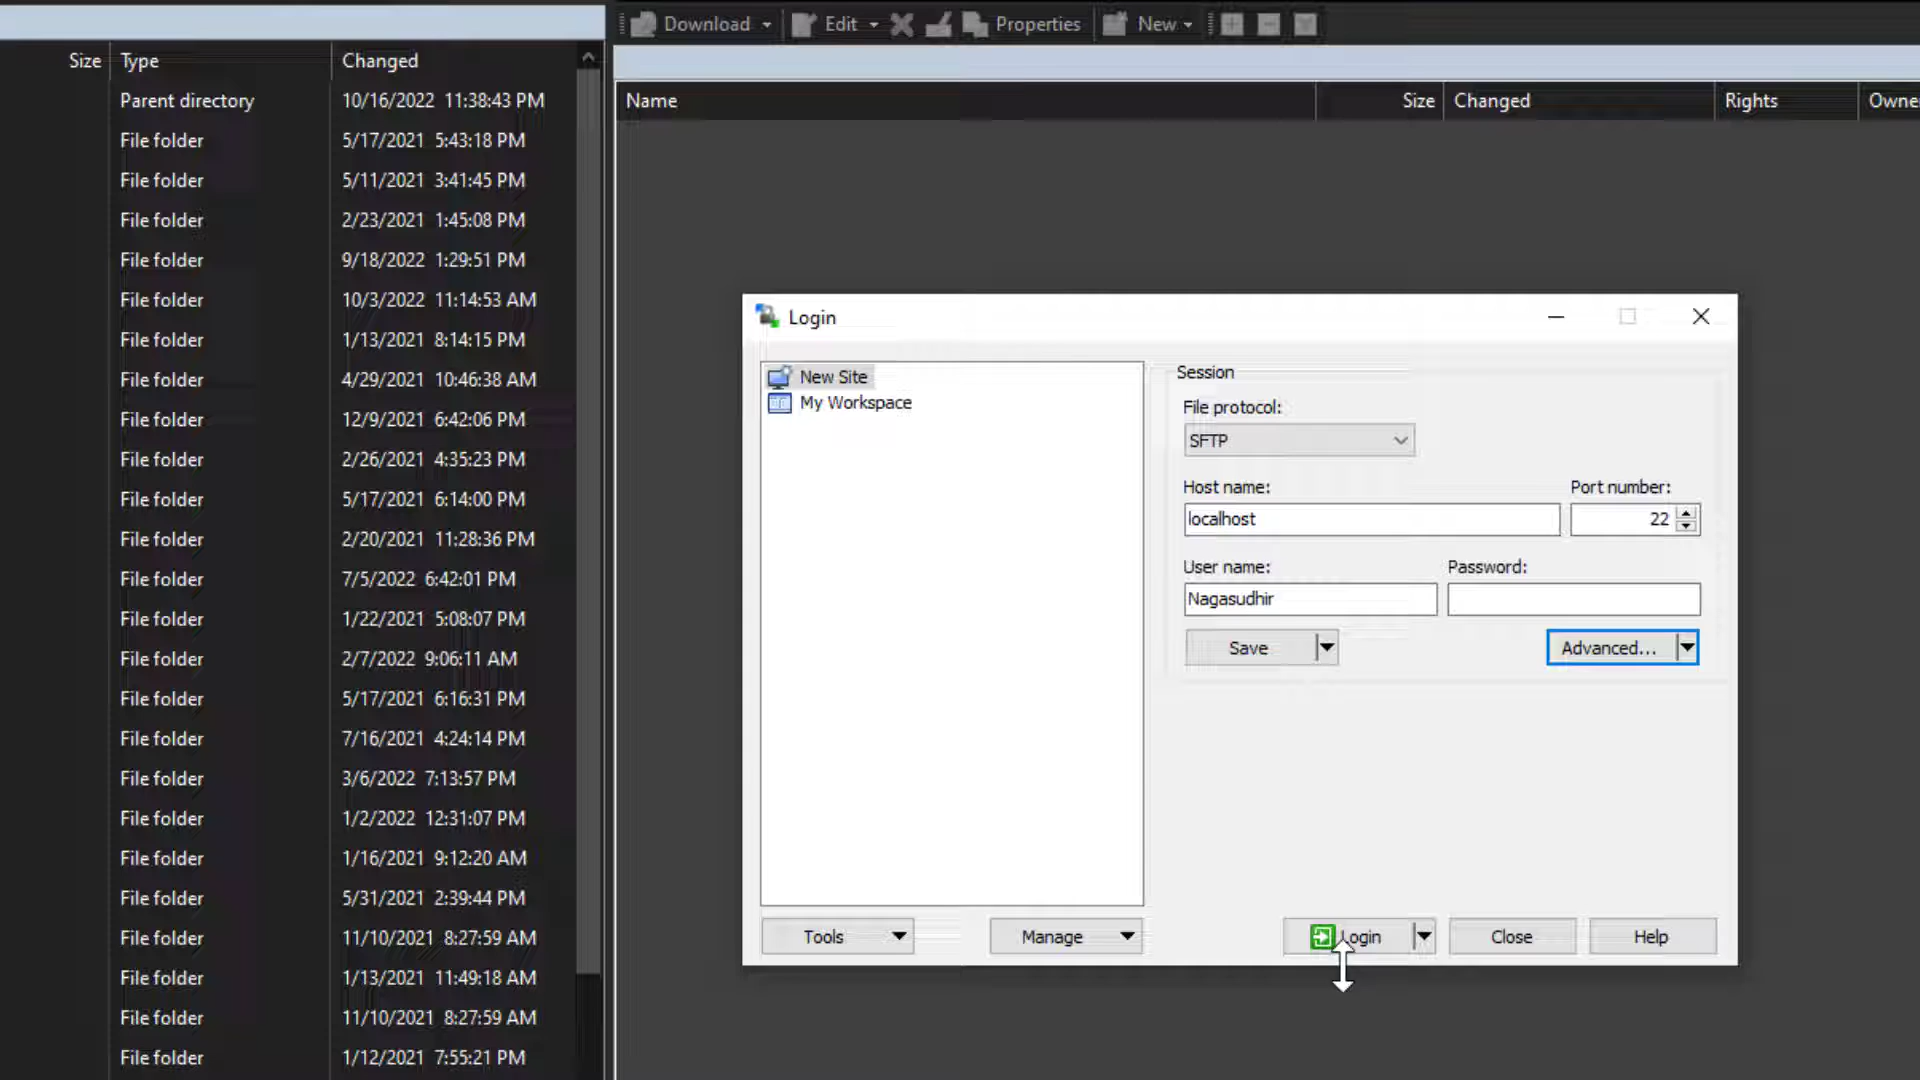 Download
Edit
Properties
New
Size Type Changed
Parent directory 10/16/2022 11:38:43 PM
File folder 5/17/2021 5:43:18 PM
File folder 5/11/2021 3:41:45 PM
File folder 2/23/2021 1:45:08 PM
File folder 9/18/2022 1:29:51 PM
File folder 10/3/2022 11:14:53 AM
File folder 1/13/2021 8:14:15 PM
File folder 4/29/2021 10:46:38 AM
File folder 12/9/2021 6:42:06 PM
File folder 2/26/2021 4:35:23 PM
File folder 5/17/2021 6:14:00 PM
File folder 2/20/2021 11:28:36 PM
File folder 7/5/2022 6:42:01 PM
File folder 1/22/2021 5:08:07 PM
File folder 2/7/2022 9:06:11 AM
File folder 5/17/2021 6:16:31 PM
File folder 7/16/2021 4:24:14 PM
File folder 3/6/2022 7:13:57 PM
File folder 1/2/2022 12:31:07 PM
File folder 1/16/2021 9:12:20 AM
File folder 5/31/2021 2:39:44 PM
File folder 11/10/2021 8:27:59 AM
File folder 1/13/2021 11:49:18 AM
File folder 11/10/2021 8:27:59 AM
File folder 1/12/2021 7:55:21 PM
Name Size Changed Rights Owne
Login
New Site
My Workspace
Session
File protocol:
SFTP
Host name: Port number:
localhost 22
User name: Password:
Nagasudhir
Save Advanced...
Tools Manage Login Close Help